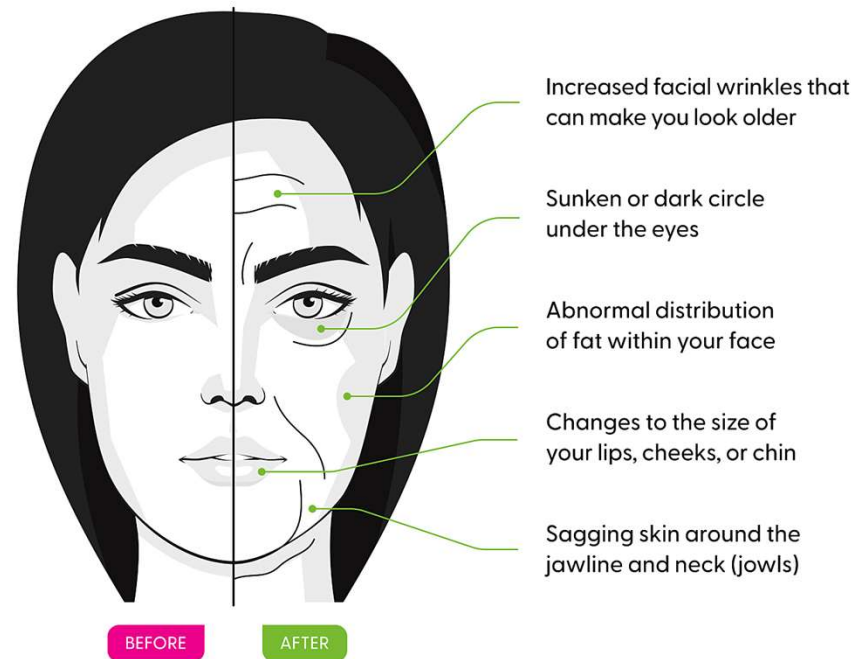 Increased facial wrinkles that
can make you look older
Sunken or dark circle
under the eyes
Abnormal distribution
of fat within your face
Changes to the size of
your lips, cheeks, or chin
Sagging skin around the
jawline and neck (jowls)
BEFORE
AFTER